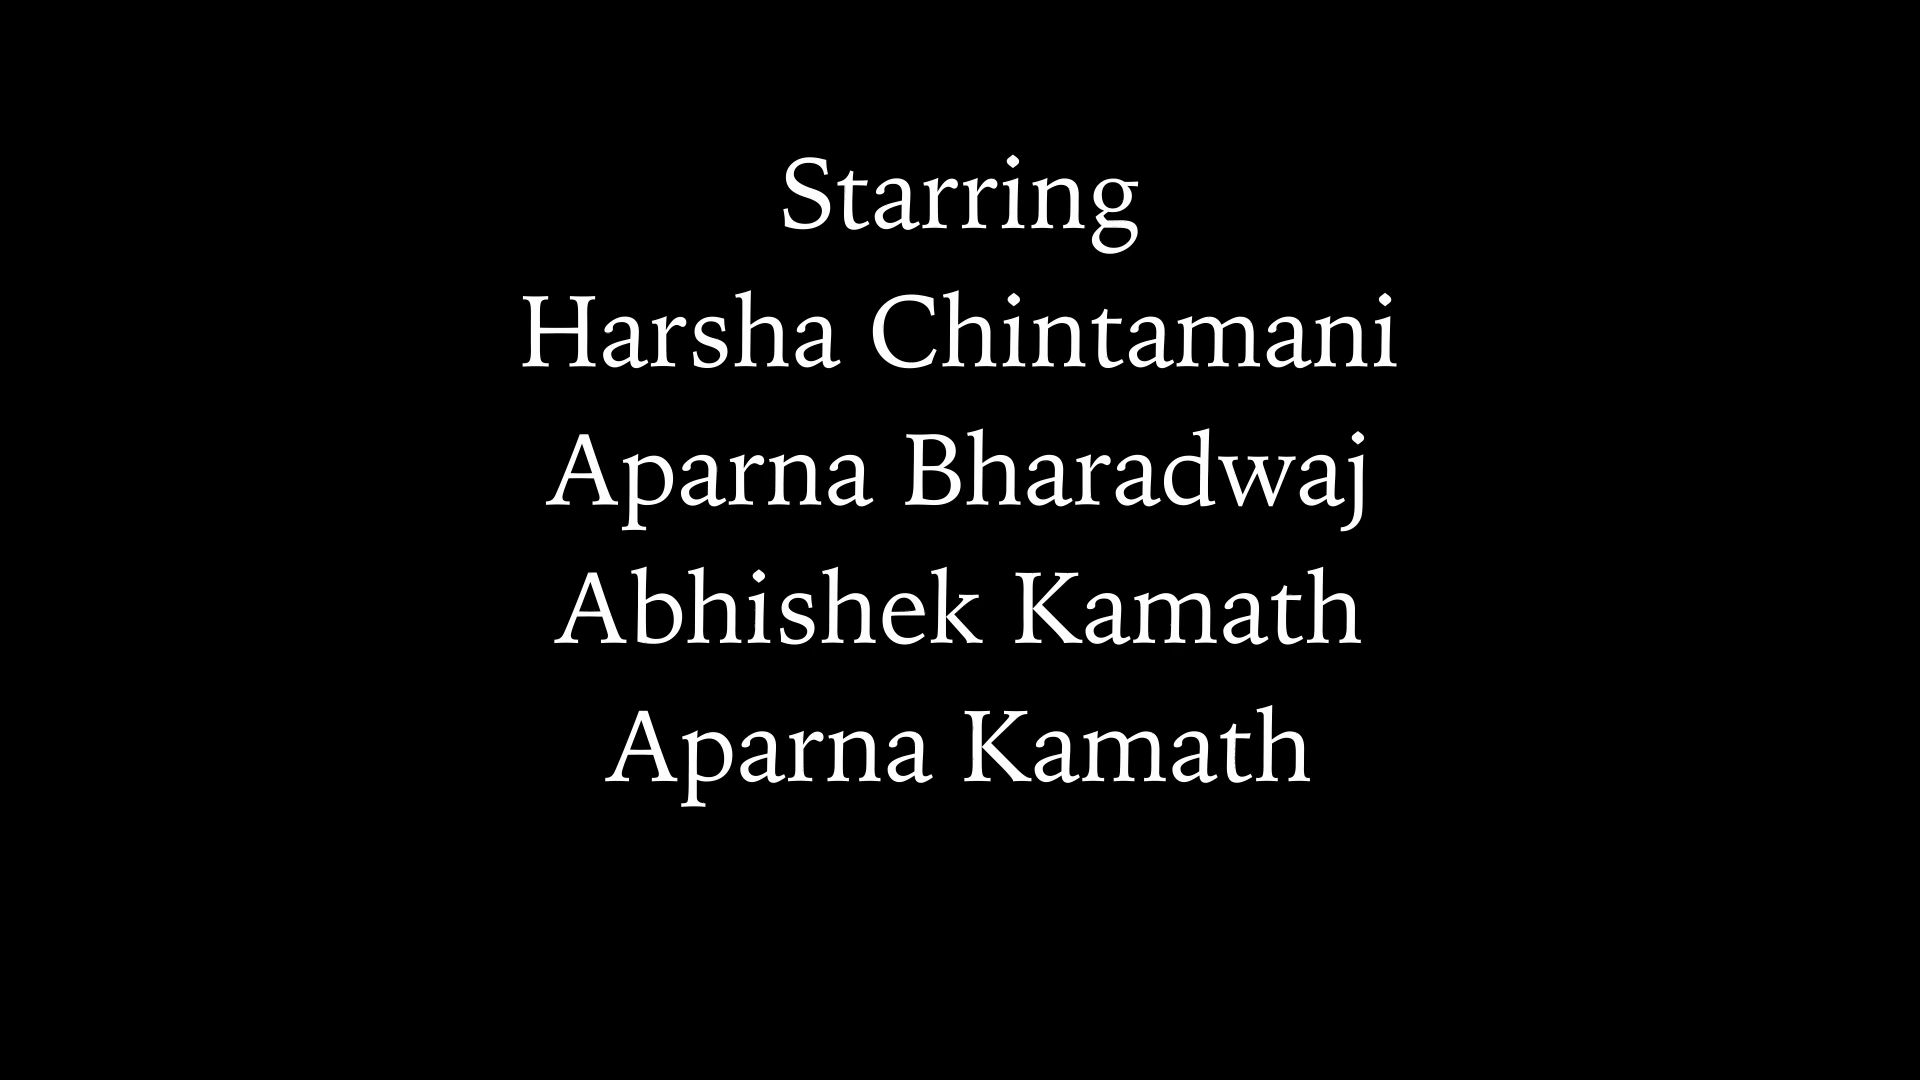 Starring
Harsha Chintamani
Aparna Bharadwaj
Abhishek Kamath
Aparna Kamath